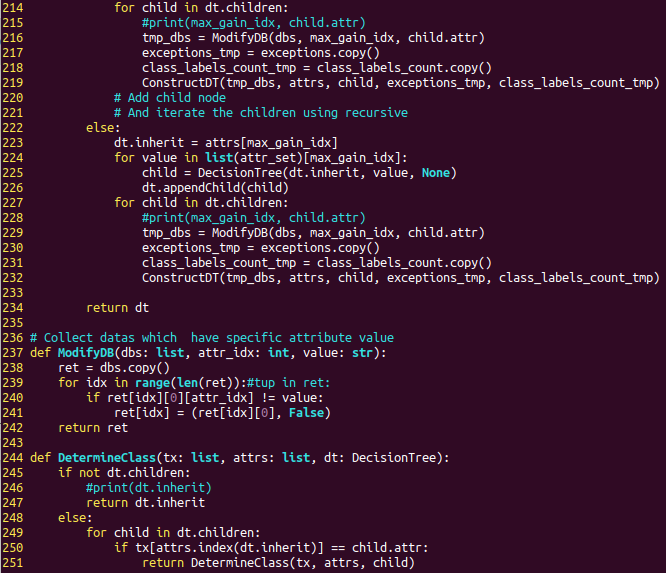 214             for child in dt.children:
215                 #print(max_gain_idx, child.attr)
216                 tmp_dbs = ModifyDB(dbs, max_gain_idx, child.attr)
217                 exceptions_tmp = exceptions.copy()
218                 class_labels_count_tmp = class_labels_count.copy()
219                 ConstructDT(tmp_dbs, attrs, child, exceptions_tmp, class_labels_count_tmp)
220             # Add child node
221             # And iterate the children using recursive
222         else:
223             dt.inherit = attrs[max_gain_idx]
224             for value in list(attr_set)[max_gain_idx]:
225                 child = DecisionTree(dt.inherit, value, None)
226                 dt.appendChild(child)
227             for child in dt.children:
228                 #print(max_gain_idx, child.attr)
229                 tmp_dbs = ModifyDB(dbs, max_gain_idx, child.attr)
230                 exceptions_tmp = exceptions.copy()
231                 class_labels_count_tmp = class_labels_count.copy()
232                 ConstructDT(tmp_dbs, attrs, child, exceptions_tmp, class_labels_count_tmp)
233
234         return dt
235
236 # Collect datas which  have specific attribute value
237 def ModifyDB(dbs: list, attr_idx: int, value: str):
238     ret = dbs.copy()
239     for idx in range(len(ret)):#tup in ret:
240         if ret[idx][0][attr_idx] != value:
241             ret[idx] = (ret[idx][0], False)
242     return ret
243
244 def DetermineClass(tx: list, attrs: list, dt: DecisionTree):
245     if not dt.children:
246         #print(dt.inherit)
247         return dt.inherit
248     else:
249         for child in dt.children:
250             if tx[attrs.index(dt.inherit)] == child.attr:
251                 return DetermineClass(tx, attrs, child)